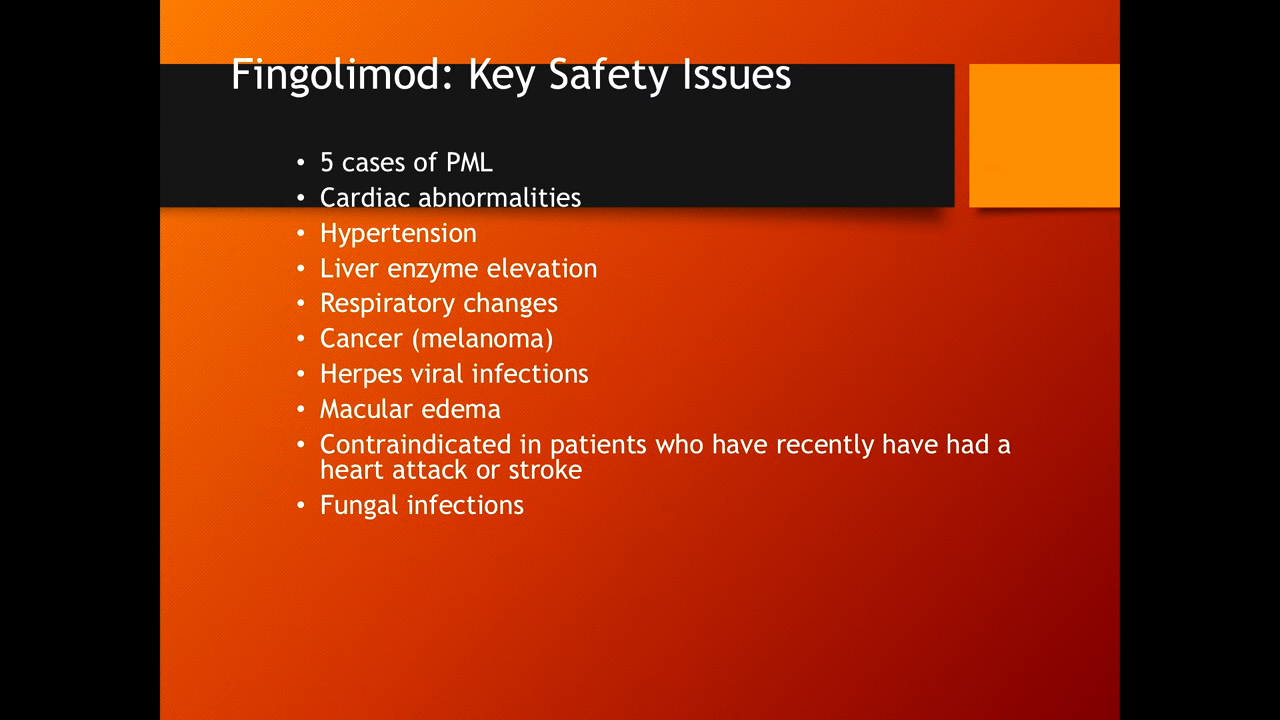 Fingolimod: Key Safety Issues
• 5 cases of PML
• Cardiac abnormalities
• Hypertension
• Liver enzyme elevation
• Respiratory changes
• Cancer (melanoma)
• Herpes viral infections
• Macular edema
• Contraindicated in patients who have recently have had a
heart attack or stroke
• Fungal infections